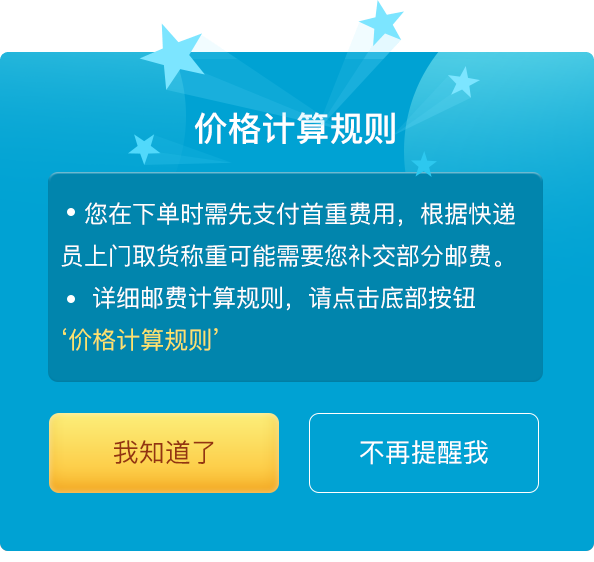 价格计算规则
• 您在下单时需先支付首重费用，根据快递
员上门取货称重可能需要您补交部分邮费。
• 详细邮费计算规则，请点击底部按钮
‘价格计算规则’
我知道了
不再提醒我